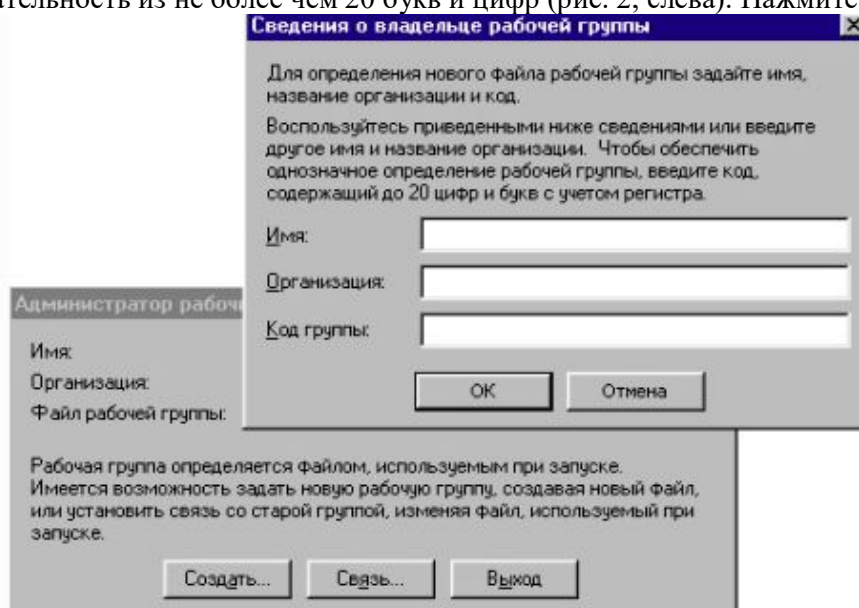 тельность из не более чем 20 букв и цифр (рис. 2, слева). Нажмите
Сведения о владельце рабочей группы
Для определения нового файла рабочей группы задайте имя,
название организации и код.
Воспользуйтесь приведенными ниже сведениями или введите
другое имя и название организации. Чтобы обеспечить
однозначное определение рабочей группы, введите код,
содержащий до 20 цифр и букв с учетом регистра.
Имя:
Организация:
Код группы:
OK
Отмена
Администратор
Имя:
Организация:
Файл рабочей группы:
Рабочая группа определяется файлом, используемым при запуске.
Имеется возможность задать новую рабочую группу, создавая новый файл,
или установить связь со старой группой, изменяя файл, используемый при
запуске.
Создать...
Связь...
Выход